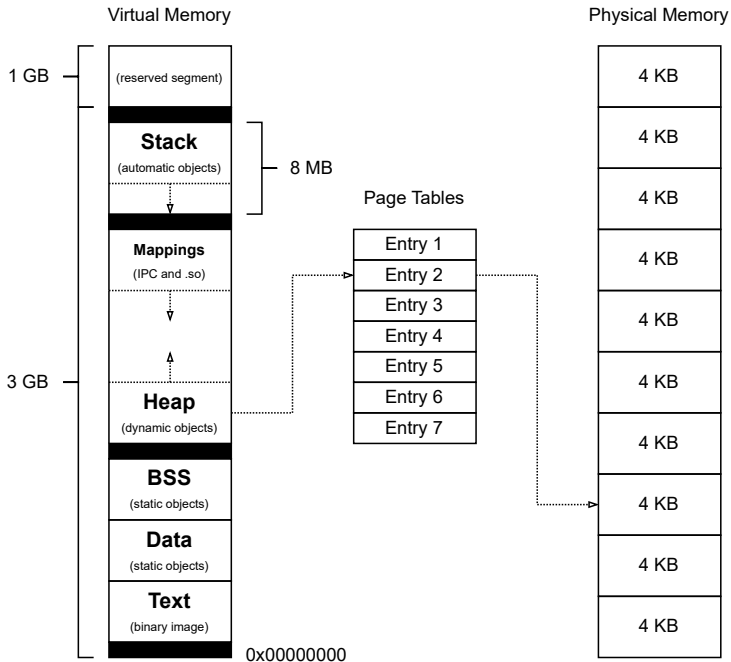 Virtual Memory
1 GB
(reserved segment)
Stack
(automatic objects)
8 MB
Mappings
(IPC and .so)
3 GB
Heap
(dynamic objects)
BSS
(static objects)
Data
(static objects)
Text
(binary image)
0x00000000
Page Tables
Entry 1
Entry 2
Entry 3
Entry 4
Entry 5
Entry 6
Entry 7
Physical Memory
4 KB
4 KB
4 KB
4 KB
4 KB
4 KB
4 KB
4 KB
4 KB
4 KB